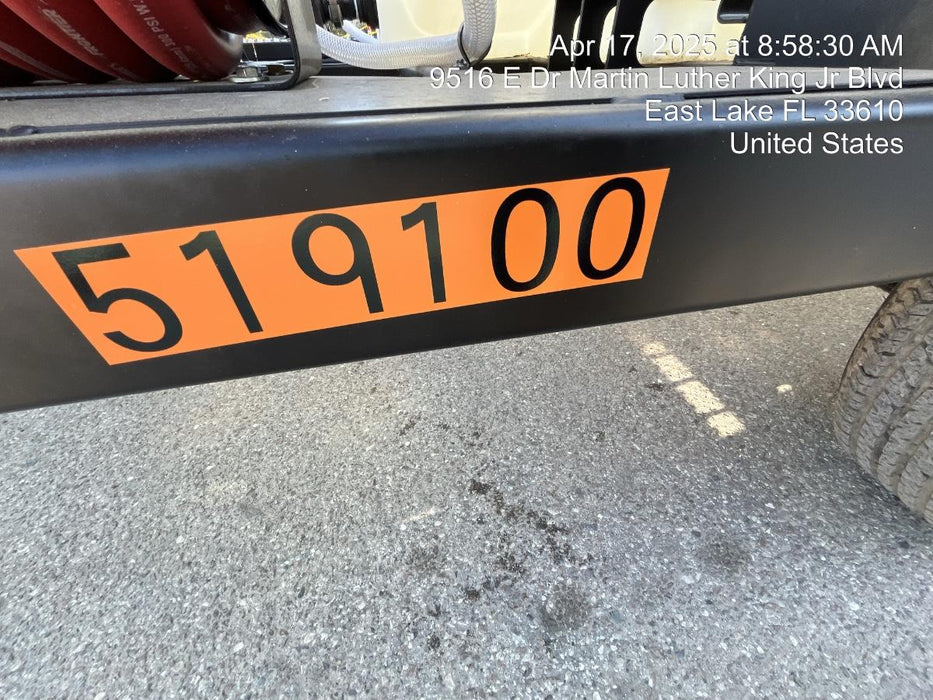 FRONTIER
Apr 17, 2025 at 8:58:30 AM
9516 E Dr Martin Luther King Jr Blvd
East Lake FL 33610
United States
519100